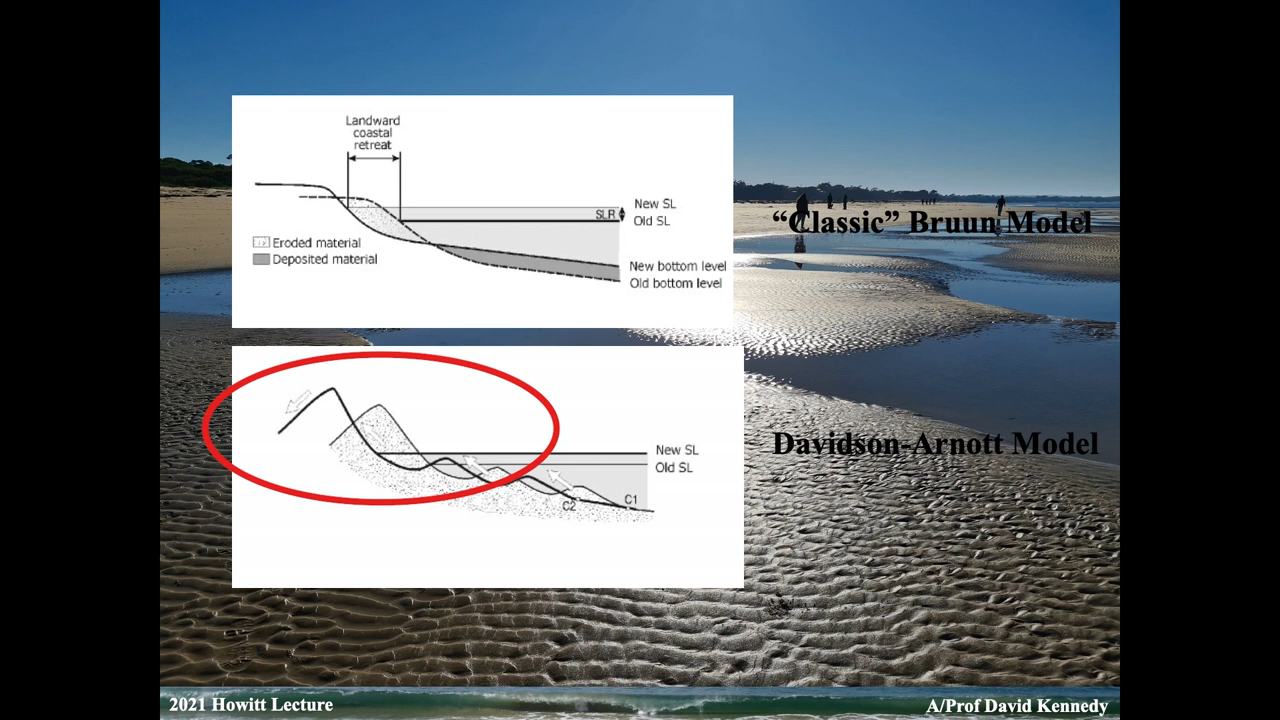 Landward
coastal
retreat
New SL
SLR
Old SL
Eroded material
Deposited material
New bottom level
Old bottom level
“Classic” Bruun Model
New SL
Old SL
C1
C2
Davidson-Arnott Model
2021 Howitt Lecture
A/Prof David Kennedy